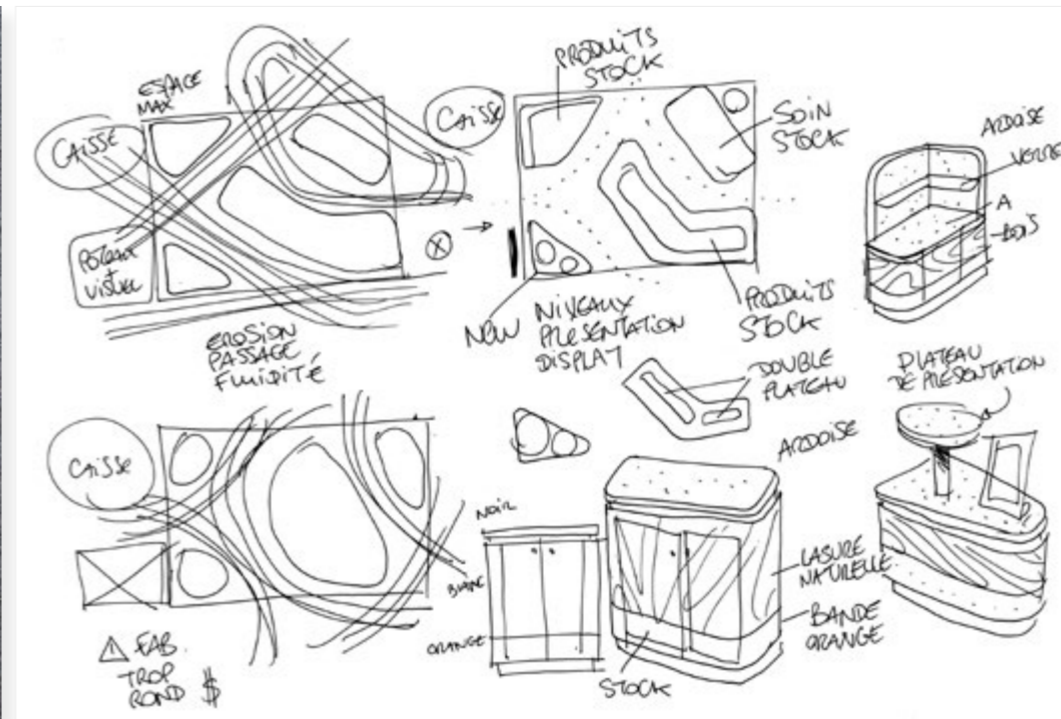 ESPACE
MAX
CAISSE
POTEAUX
VISUEL
EROSION
PASSAGE
FLUIDITÉ
CAISSE
X
PRODUITS
STOCK
SOIN
STOCK
NEW NIVEAUX
PRESENTATION
DISPLAY
PRODUITS
STOCK
ARDOISE
VERRE
A
BOIS
CAISSE
⚠ FAB.
TROP
ROND $
DOUBLE
PLATEAU
NOIR
BLANC
ORANGE
ARDOISE
LASURE
NATURELLE
BANDE
ORANGE
STOCK
PLATEAU
DE PRESENTATION